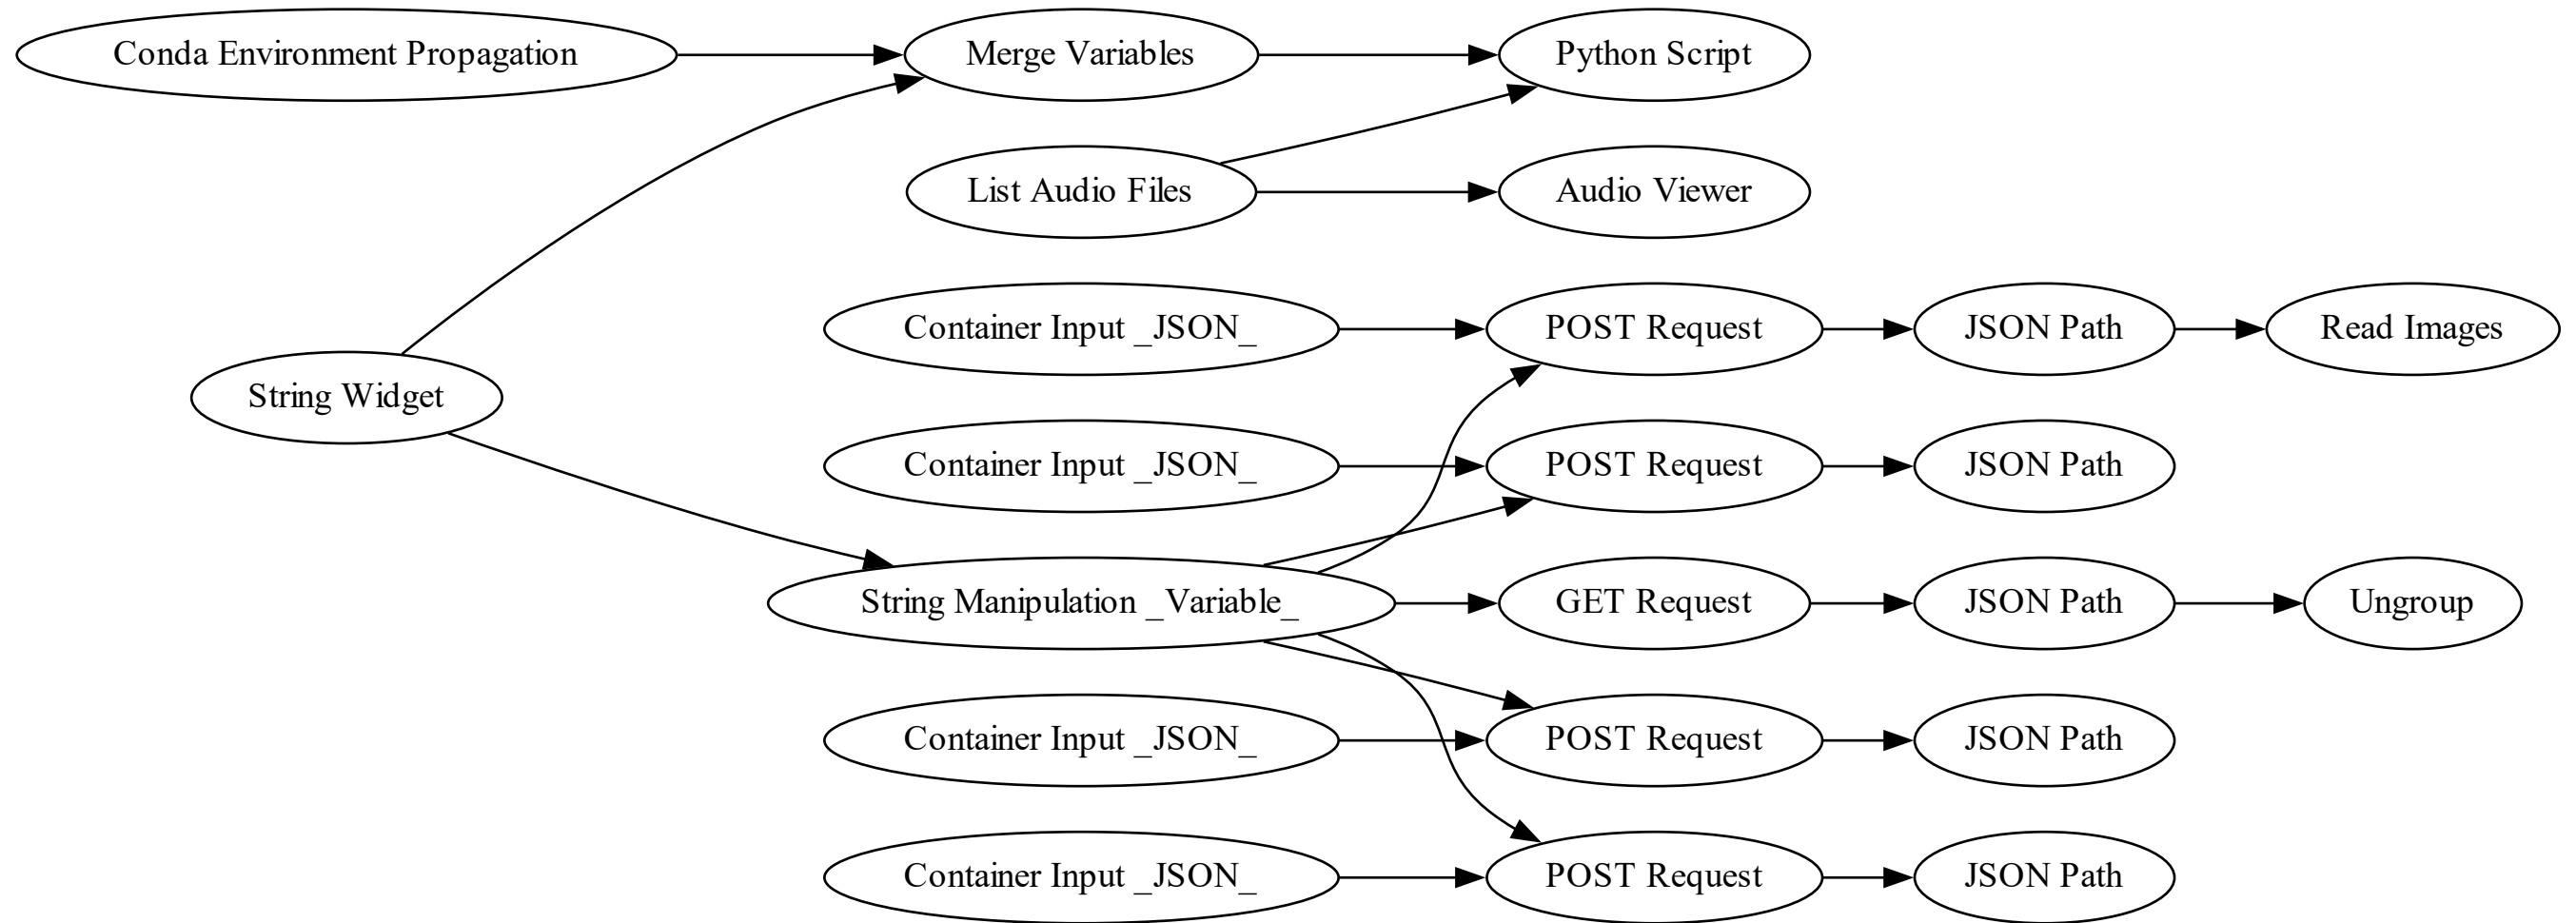 Conda Environment Propagation
Merge Variables
Python Script
List Audio Files
Audio Viewer
Container Input _JSON_
POST Request
JSON Path
Read Images
String Widget
Container Input _JSON_
POST Request
JSON Path
String Manipulation _Variable_
GET Request
JSON Path
Ungroup
Container Input _JSON_
POST Request
JSON Path
Container Input _JSON_
POST Request
JSON Path